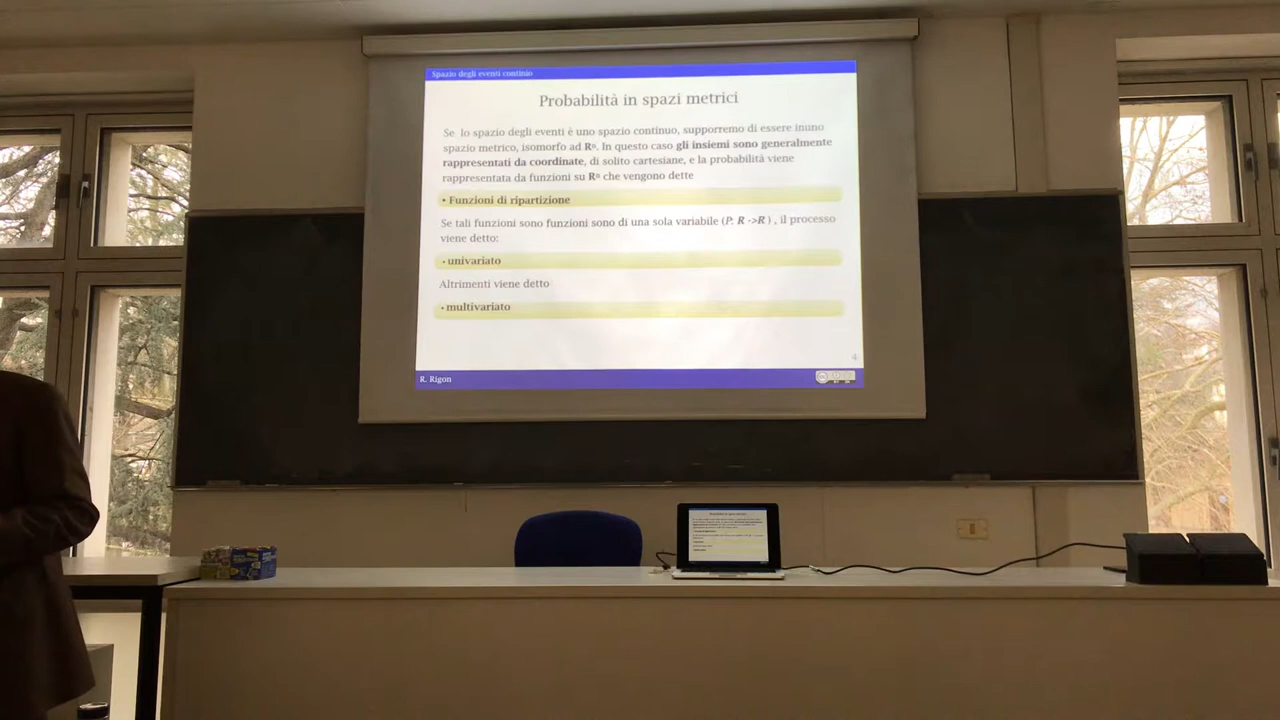 Spazio degli eventi continio
Probabilità in spazi metrici
Se lo spazio degli eventi è uno spazio continuo, supporremo di essere inuno
spazio metrico, isomorfo ad Rⁿ. In questo caso gli insiemi sono generalmente
rappresentati da coordinate, di solito cartesiane, e la probabilità viene
rappresentata da funzioni su Rⁿ che vengono dette
• Funzioni di ripartizione
Se tali funzioni sono funzioni sono di una sola variabile (P: R ->R ) , il processo
viene detto:
• univariato
Altrimenti viene detto
• multivariato
4
R. Rigon